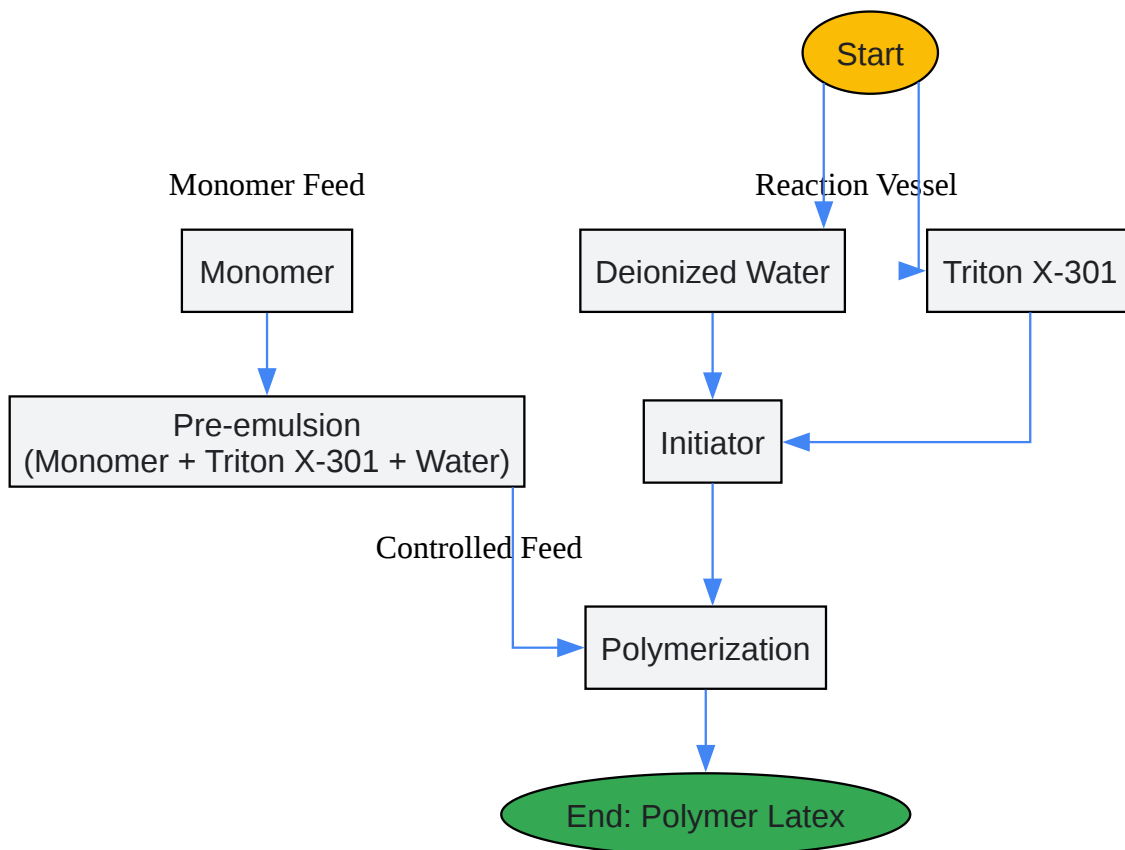 Start
Monomer Feed
Reaction Vessel
Monomer
Deionized Water
Triton X-301
Pre-emulsion
(Monomer + Triton X-301 + Water)
Initiator
Controlled Feed
Polymerization
End: Polymer Latex